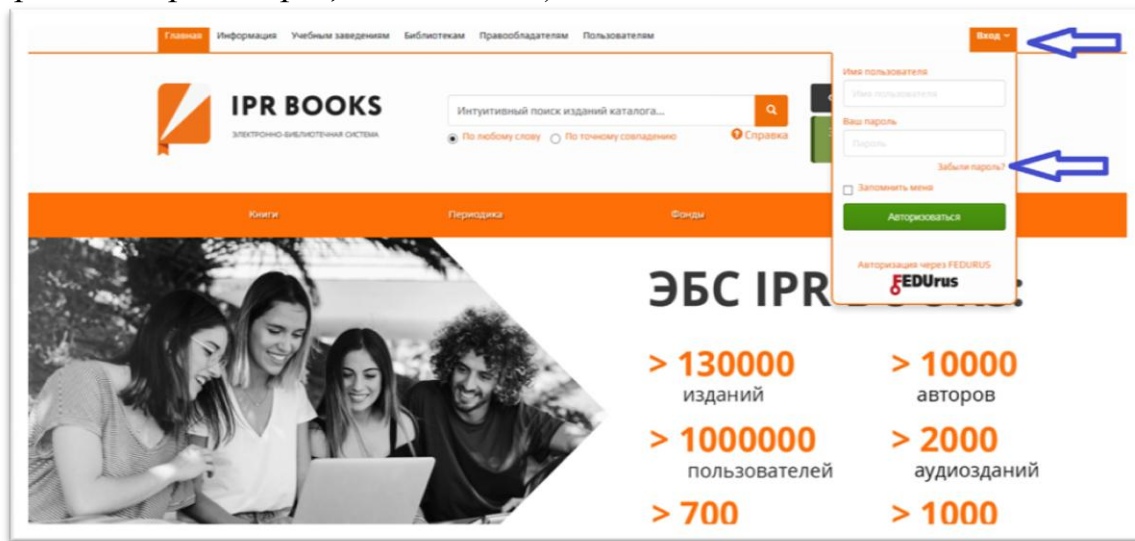 Главная Информация Учебным заведениям Библиотекам Правообладателям Пользователям Вход
Имя пользователя
Имя пользователя
IPR BOOKS
ЭЛЕКТРОННО-БИБЛИОТЕЧНАЯ СИСТЕМА
Интуитивный поиск изданий каталога...
По любому слову По точному совпадению Справка
Ваш пароль
Пароль
Забыли пароль?
Запомнить меня
Авторизоваться
Авторизация через FEDURUS
FEDUrus
Книги Периодика Фонды
ЭБС IPR
> 130000 > 10000
изданий авторов
> 1000000 > 2000
пользователей аудиозданий
> 700 > 1000